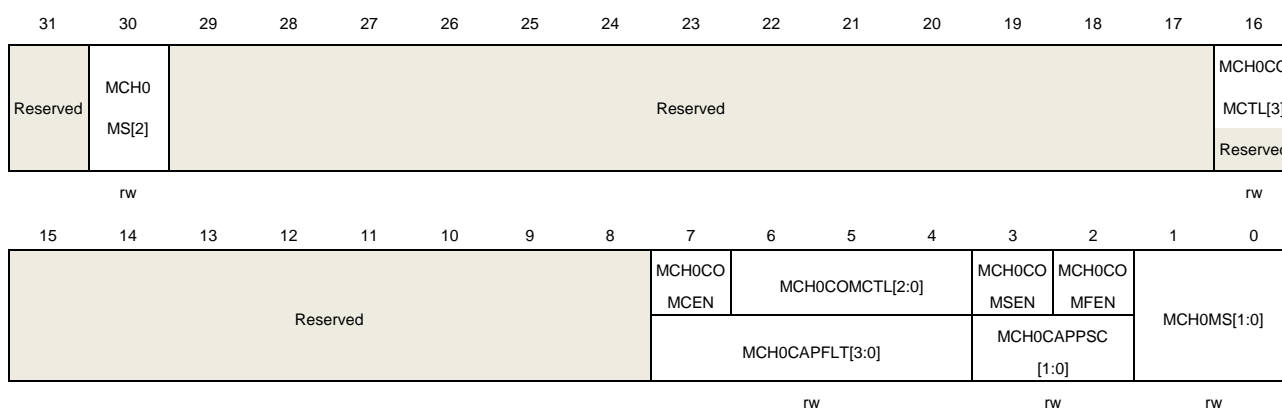 31 30 29 28 27 26 25 24 23 22 21 20 19 18 17 16
Reserved
MCH0
MS[2]
Reserved
MCH0CO
MCTL[3]
Reserved
rw rw
15 14 13 12 11 10 9 8 7 6 5 4 3 2 1 0
Reserved
MCH0CO
MCEN
MCH0COMCTL[2:0]
MCH0CO
MSEN
MCH0CO
MFEN
MCH0MS[1:0]
MCH0CAPFLT[3:0]
MCH0CAPPSC
[1:0]
rw rw rw